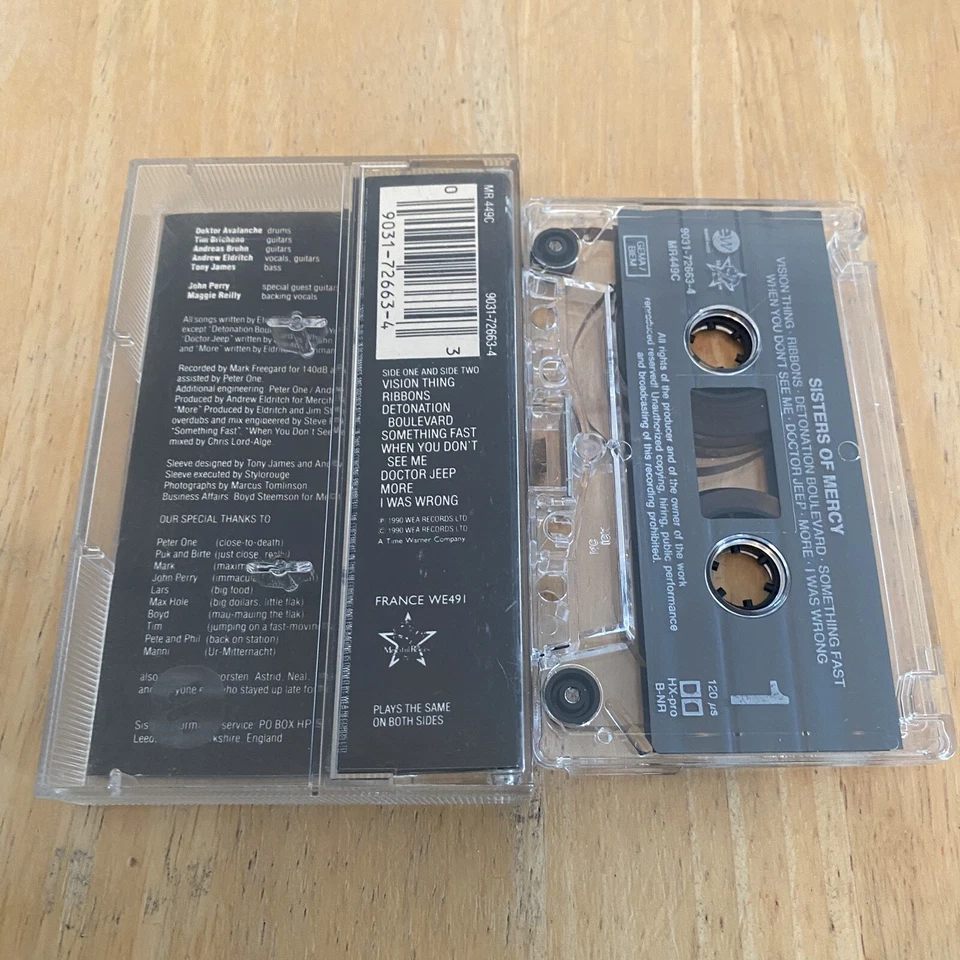 Doktor Avalanche drums
Tim Bricheno guitars
Andreas Bruhn guitars
Andrew Eldritch vocals, guitars
Tony James bass
John Perry special guest guitar
Maggie Reilly backing vocals
All songs written by
except "Detonation
"Doctor Jeep" written by
and "More" written by
Recorded by Mark Freegard for 140dB
assisted by Peter One.
Additional engineering Peter One /
Produced by Andrew Eldritch for
"More" Produced by Eldritch and Jim
overdubs and mix engineered by Steve
"Something Fast", "When You Don't See
mixed by Chris Lord-Alge
Sleeve designed by Tony James and
Sleeve executed by Stylorouge
Photographs by Marcus Tomlinson
Business Affairs Boyd Steemson for
OUR SPECIAL THANKS TO
Peter One (close-to-death)
Puk and Birte (just close, really)
Mark
John Perry
Lars (big food)
Max Hole (big dollars, little flak)
Boyd (mau-mauing the flak)
Tim (jumping on a fast-moving
Pete and Phil (back on station)
Manni (Ur-Mitternacht)
also Astrid, Neal,
who stayed up late
service PO BOX HP
Leeds England
MR 449C
9031-72663-4
0
9031-72663-4
3
SIDE ONE AND SIDE TWO
VISION THING
RIBBONS
DETONATION
BOULEVARD
SOMETHING FAST
WHEN YOU DON'T
SEE ME
DOCTOR JEEP
MORE
I WAS WRONG
℗ 1990 WEA RECORDS LTD
© 1990 WEA RECORDS LTD
A Time Warner Company
FRANCE WE491
PLAYS THE SAME
ON BOTH SIDES
SISTERS OF MERCY
VISION THING · RIBBONS · DETONATION BOULEVARD · SOMETHING FAST
WHEN YOU DON'T SEE ME · DOCTOR JEEP · MORE · I WAS WRONG
9031-72663-4
MR449C
GEMA/
BIEM
1
120 µs
HX-pro
B-NR
All rights of the producer and of the owner of the work
reproduced reserved! Unauthorized copying, hiring, public performance
and broadcasting of this recording prohibited.